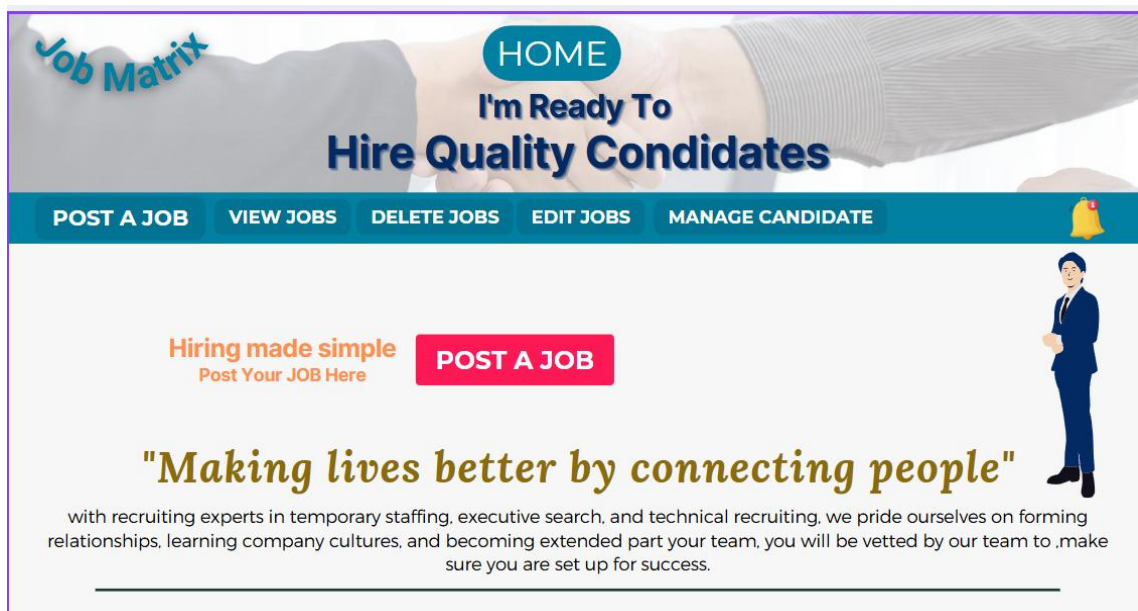 Job Matrix
HOME
I'm Ready To
Hire Quality Condidates
POST A JOB VIEW JOBS DELETE JOBS EDIT JOBS MANAGE CANDIDATE
Hiring made simple
Post Your JOB Here
POST A JOB
"Making lives better by connecting people"
with recruiting experts in temporary staffing, executive search, and technical recruiting, we pride ourselves on forming
relationships, learning company cultures, and becoming extended part your team, you will be vetted by our team to ,make
sure you are set up for success.